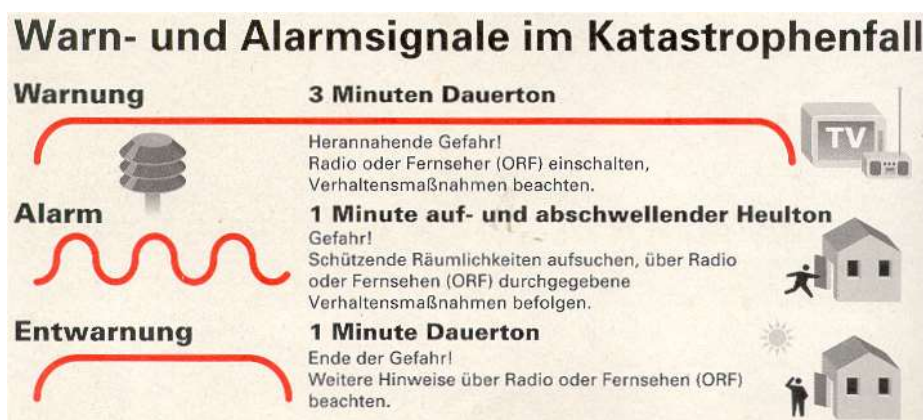 Warn- und Alarmsignale im Katastrophenfall
Warnung
3 Minuten Dauerton
Herannahende Gefahr!
Radio oder Fernseher (ORF) einschalten,
Verhaltensmaßnahmen beachten.
TV
Alarm
1 Minute auf- und abschwellender Heulton
Gefahr!
Schützende Räumlichkeiten aufsuchen, über Radio
oder Fernsehen (ORF) durchgegebene
Verhaltensmaßnahmen befolgen.
Entwarnung
1 Minute Dauerton
Ende der Gefahr!
Weitere Hinweise über Radio oder Fernsehen (ORF)
beachten.